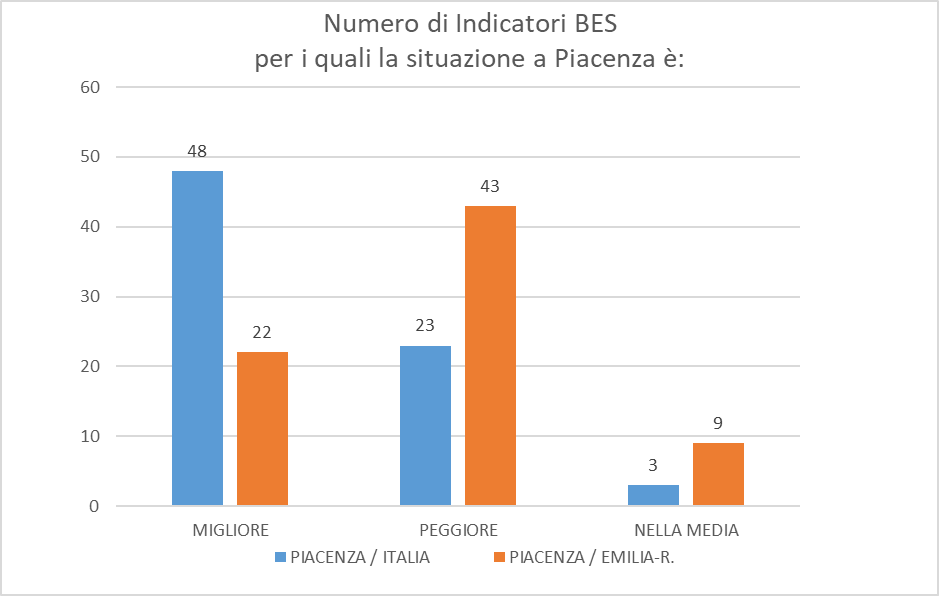 Numero di Indicatori BES
per i quali la situazione a Piacenza è:
60
50
40
30
20
10
0
48
22
23
43
3
9
MIGLIORE
PEGGIORE
NELLA MEDIA
PIACENZA / ITALIA
PIACENZA / EMILIA-R.